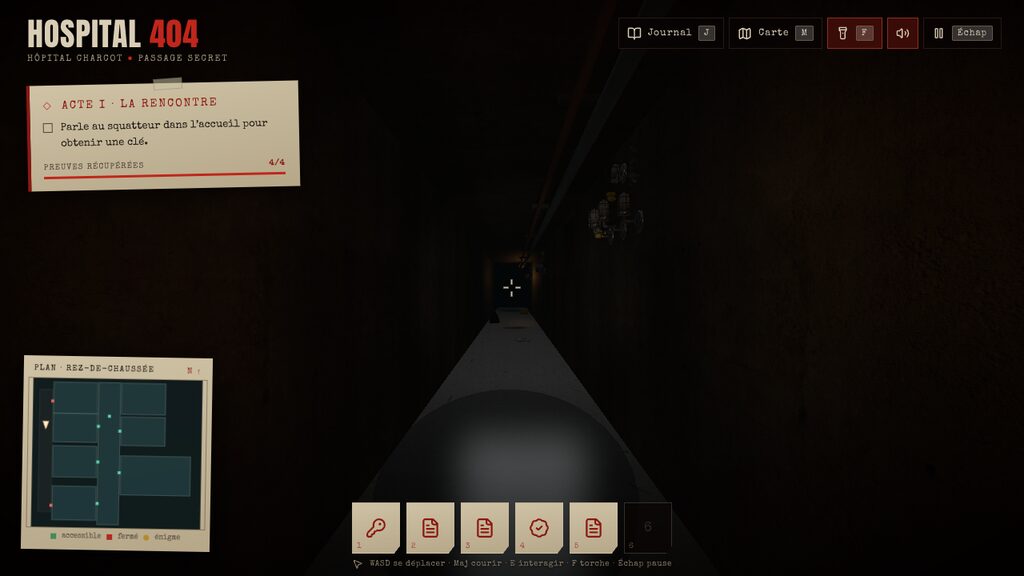 HOSPITAL 404
HÔPITAL CHARCOT • PASSAGE SECRET
Journal J
Carte M
F
Échap
ACTE I · LA RENCONTRE
Parle au squatteur dans l'accueil pour
obtenir une clé.
PREUVES RÉCUPÉRÉES 4/4
PLAN · REZ-DE-CHAUSSÉE N ↑
accessible fermé énigme
1 2 3 4 5 6
6
WASD se déplacer · Maj courir · E interagir · F torche · Échap pause